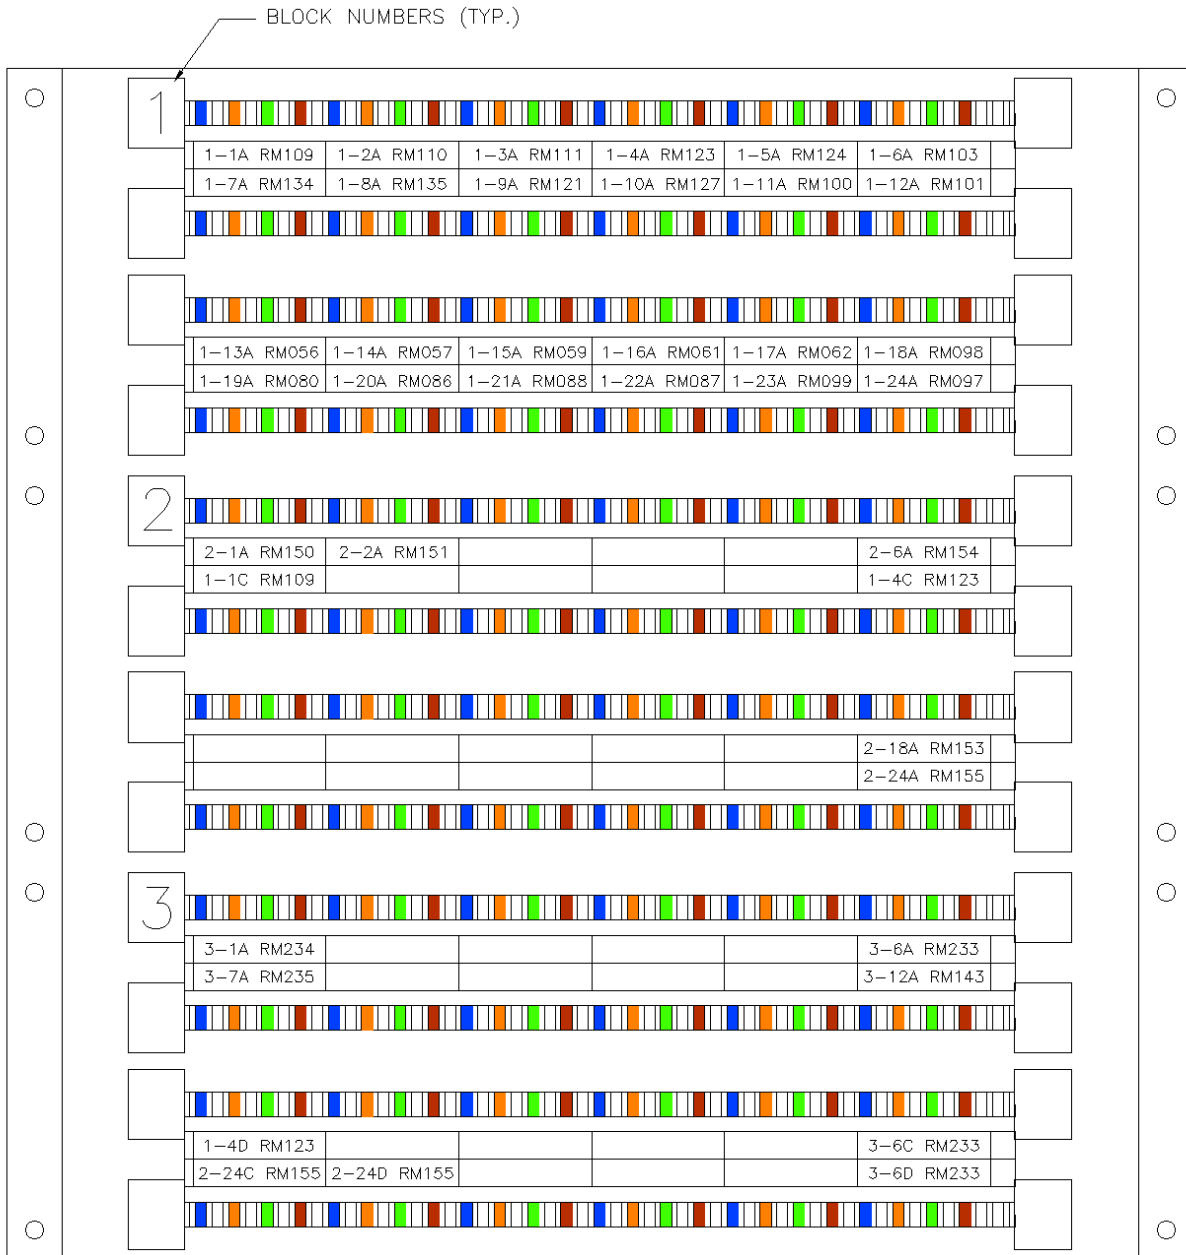 BLOCK NUMBERS (TYP.)
1
1-1A RM109 1-2A RM110 1-3A RM111 1-4A RM123 1-5A RM124 1-6A RM103
1-7A RM134 1-8A RM135 1-9A RM121 1-10A RM127 1-11A RM100 1-12A RM101
1-13A RM056 1-14A RM057 1-15A RM059 1-16A RM061 1-17A RM062 1-18A RM098
1-19A RM080 1-20A RM086 1-21A RM088 1-22A RM087 1-23A RM099 1-24A RM097
2
2-1A RM150 2-2A RM151 2-6A RM154
1-1C RM109 1-4C RM123
2-18A RM153
2-24A RM155
3
3-1A RM234 3-6A RM233
3-7A RM235 3-12A RM143
1-4D RM123 3-6C RM233
2-24C RM155 2-24D RM155 3-6D RM233